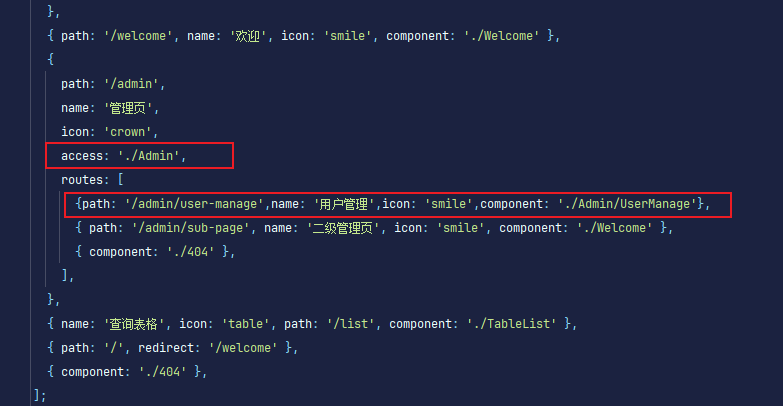 },
{ path: '/welcome', name: '欢迎', icon: 'smile', component: './Welcome' },
{
path: '/admin',
name: '管理页',
icon: 'crown',
access: './Admin',
routes: [
{path: '/admin/user-manage',name: '用户管理',icon: 'smile',component: './Admin/UserManage'},
{ path: '/admin/sub-page', name: '二级管理页', icon: 'smile', component: './Welcome' },
{ component: './404' },
],
},
{ name: '查询表格', icon: 'table', path: '/list', component: './TableList' },
{ path: '/', redirect: '/welcome' },
{ component: './404' },
];